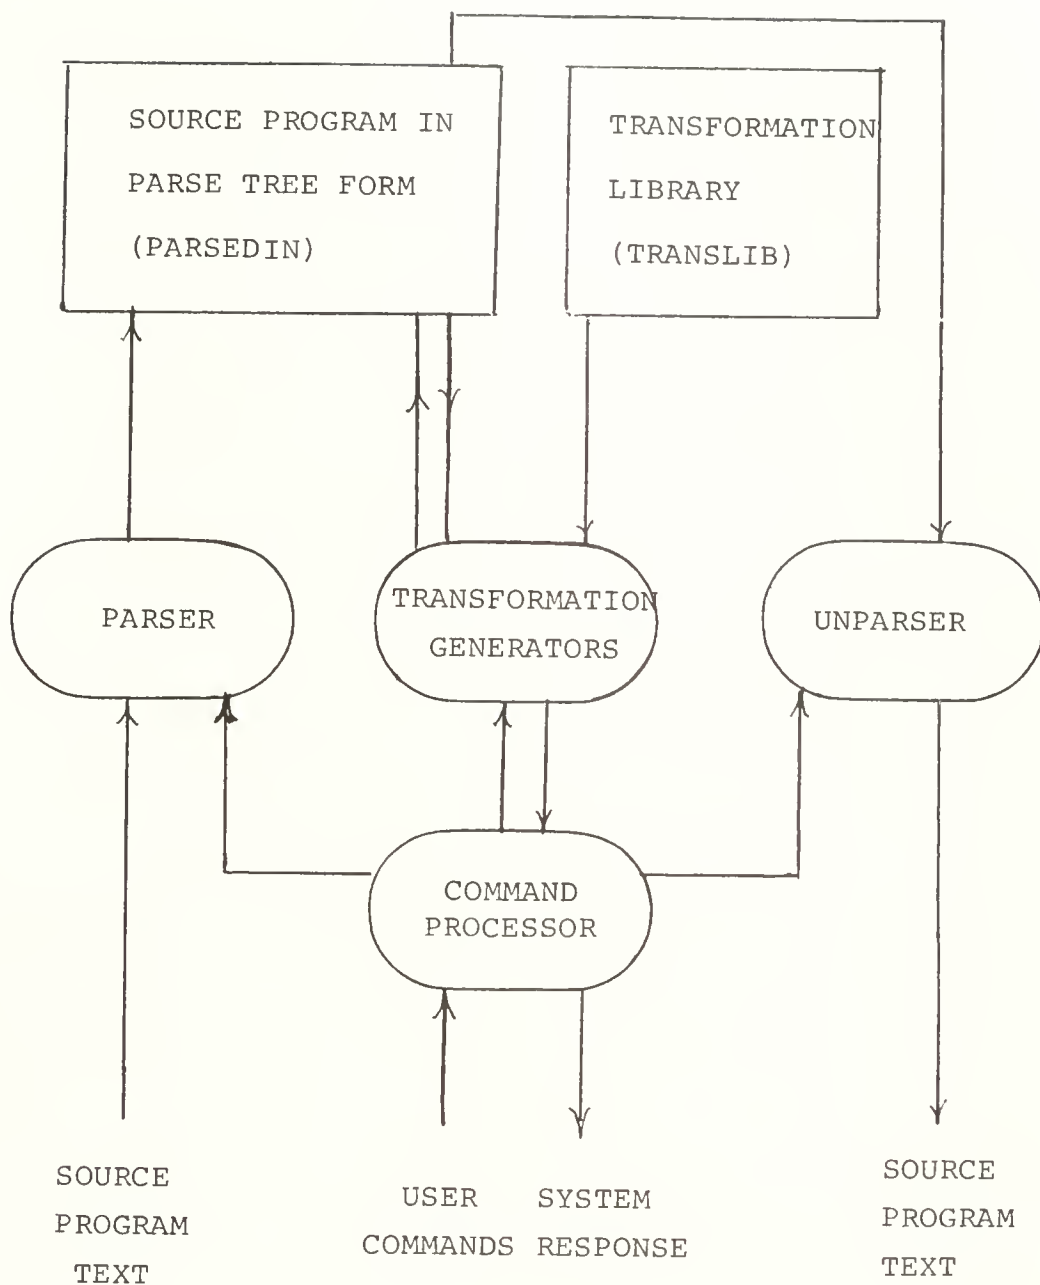 SOURCE PROGRAM IN
PARSE TREE FORM
(PARSEDIN)
TRANSFORMATION
LIBRARY
(TRANSLIB)
PARSER
TRANSFORMATION
GENERATORS
UNPARSER
COMMAND
PROCESSOR
SOURCE
PROGRAM
TEXT
USER
COMMANDS
SYSTEM
RESPONSE
SOURCE
PROGRAM
TEXT